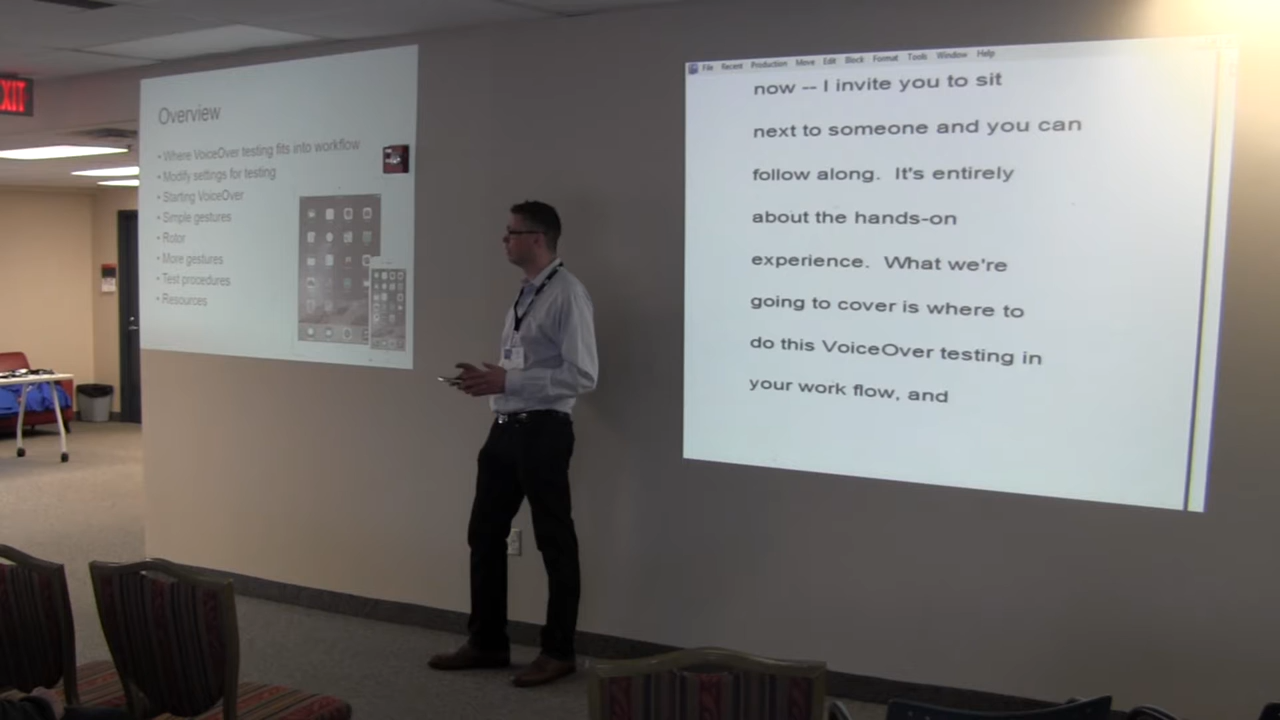 EXIT
Overview
• Where VoiceOver testing fits into workflow
• Modify settings for testing
• Starting VoiceOver
• Simple gestures
• Rotor
• More gestures
• Test procedures
• Resources
File Recent Production Move Edit Block Format Tools Window Help
now -- I invite you to sit
next to someone and you can
follow along.  It's entirely
about the hands-on
experience.  What we're
going to cover is where to
do this VoiceOver testing in
your work flow, and